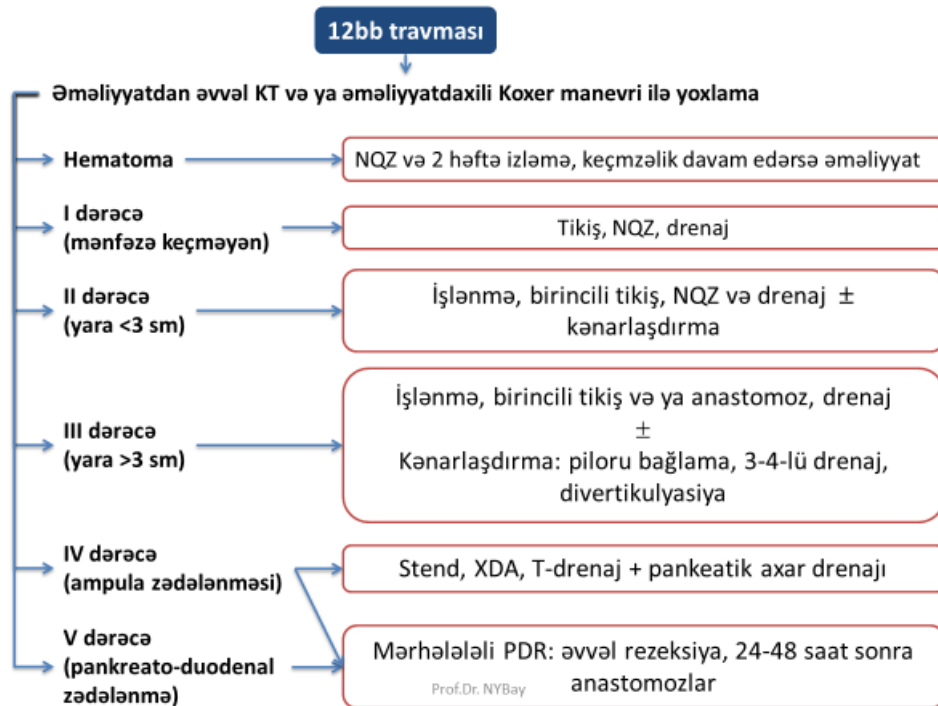 12bb travması
Əməliyyatdan əvvəl KT və ya əməliyyatdaxili Koxer manevri ilə yoxlama
Hematoma
NQZ və 2 həftə izləmə, keçmzəlik davam edərsə əməliyyat
I dərəcə
(mənfəzə keçməyən)
Tikiş, NQZ, drenaj
II dərəcə
(yara <3 sm)
İşlənmə, birincili tikiş, NQZ və drenaj ±
kənarlaşdırma
III dərəcə
(yara >3 sm)
İşlənmə, birincili tikiş və ya anastomoz, drenaj
±
Kənarlaşdırma: piloru bağlama, 3-4-lü drenaj,
divertikulyasiya
IV dərəcə
(ampula zədələnməsi)
Stend, XDA, T-drenaj + pankeatik axar drenajı
V dərəcə
(pankreato-duodenal
zədələnmə)
Mərhələləli PDR: əvvəl rezeksiya, 24-48 saat sonra
anastomozlar
Prof.Dr. NYBay